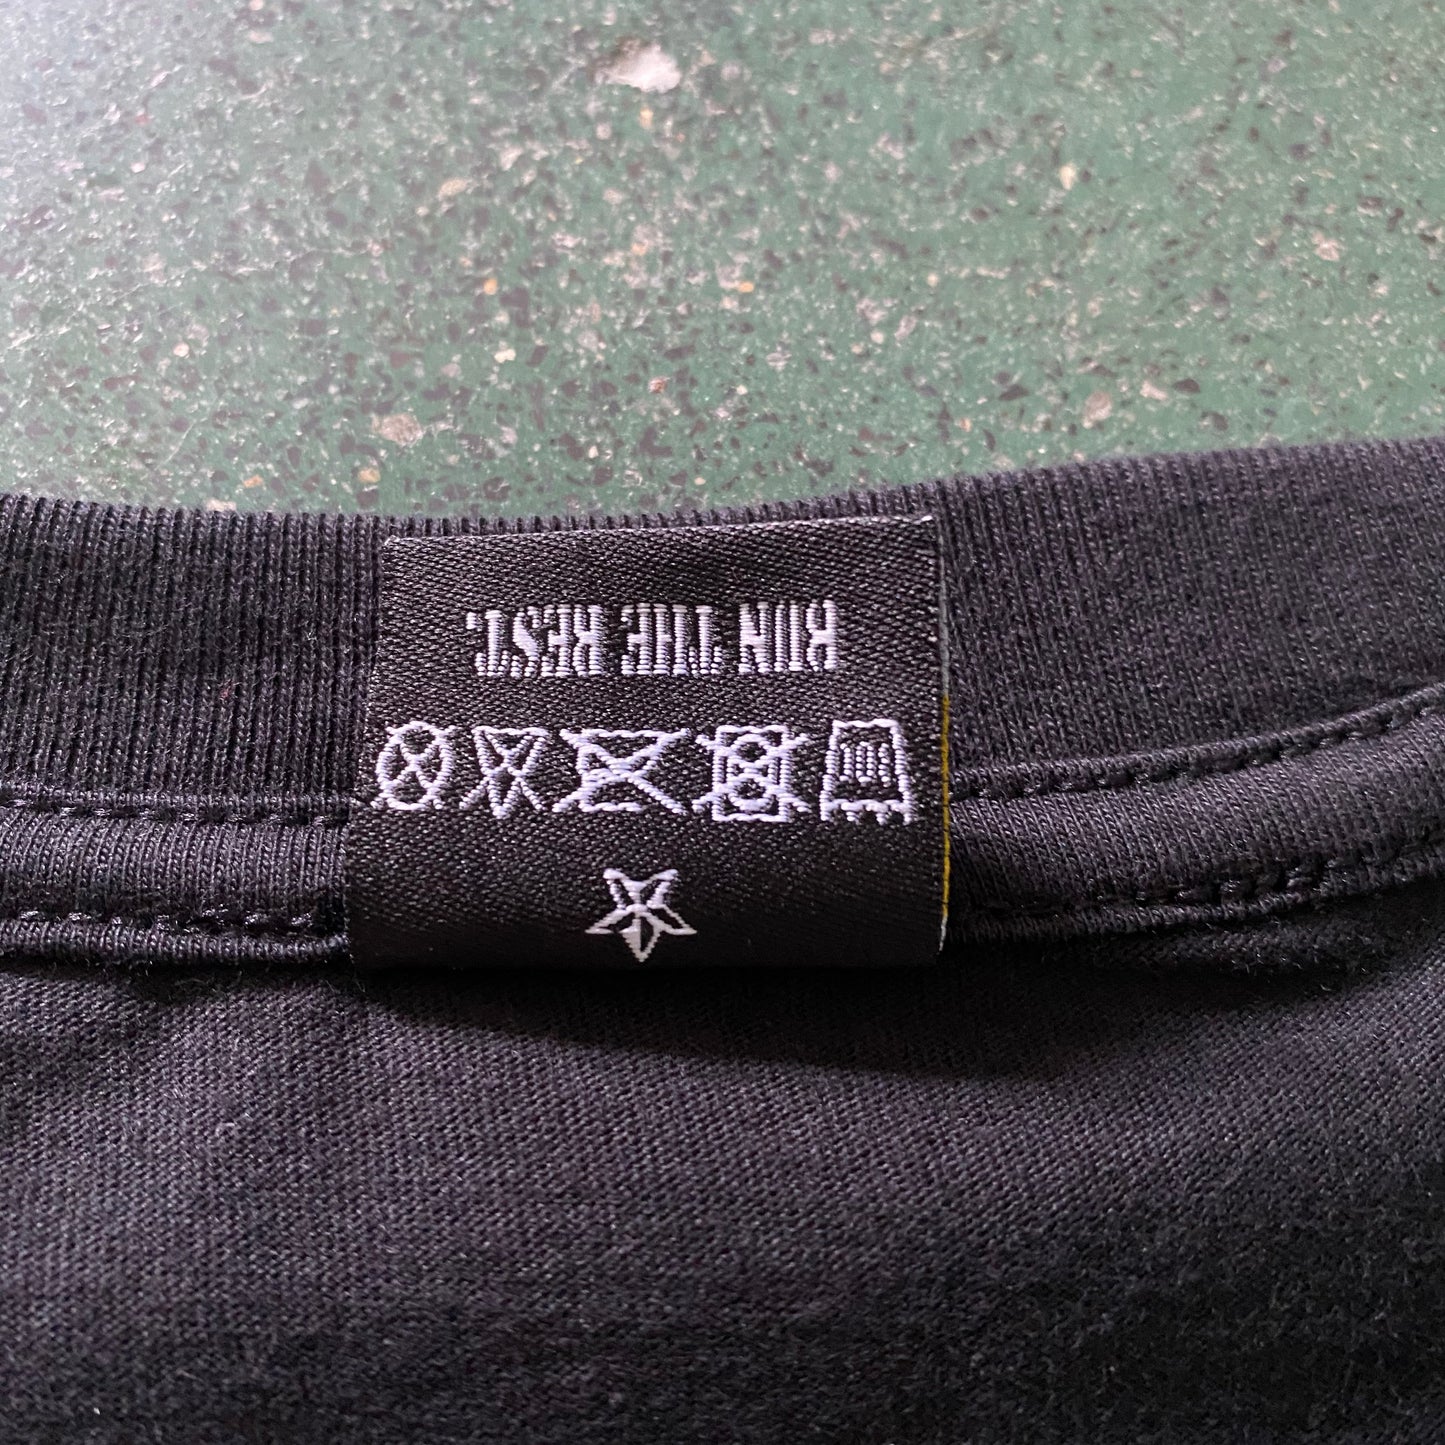 RUN THE REST.